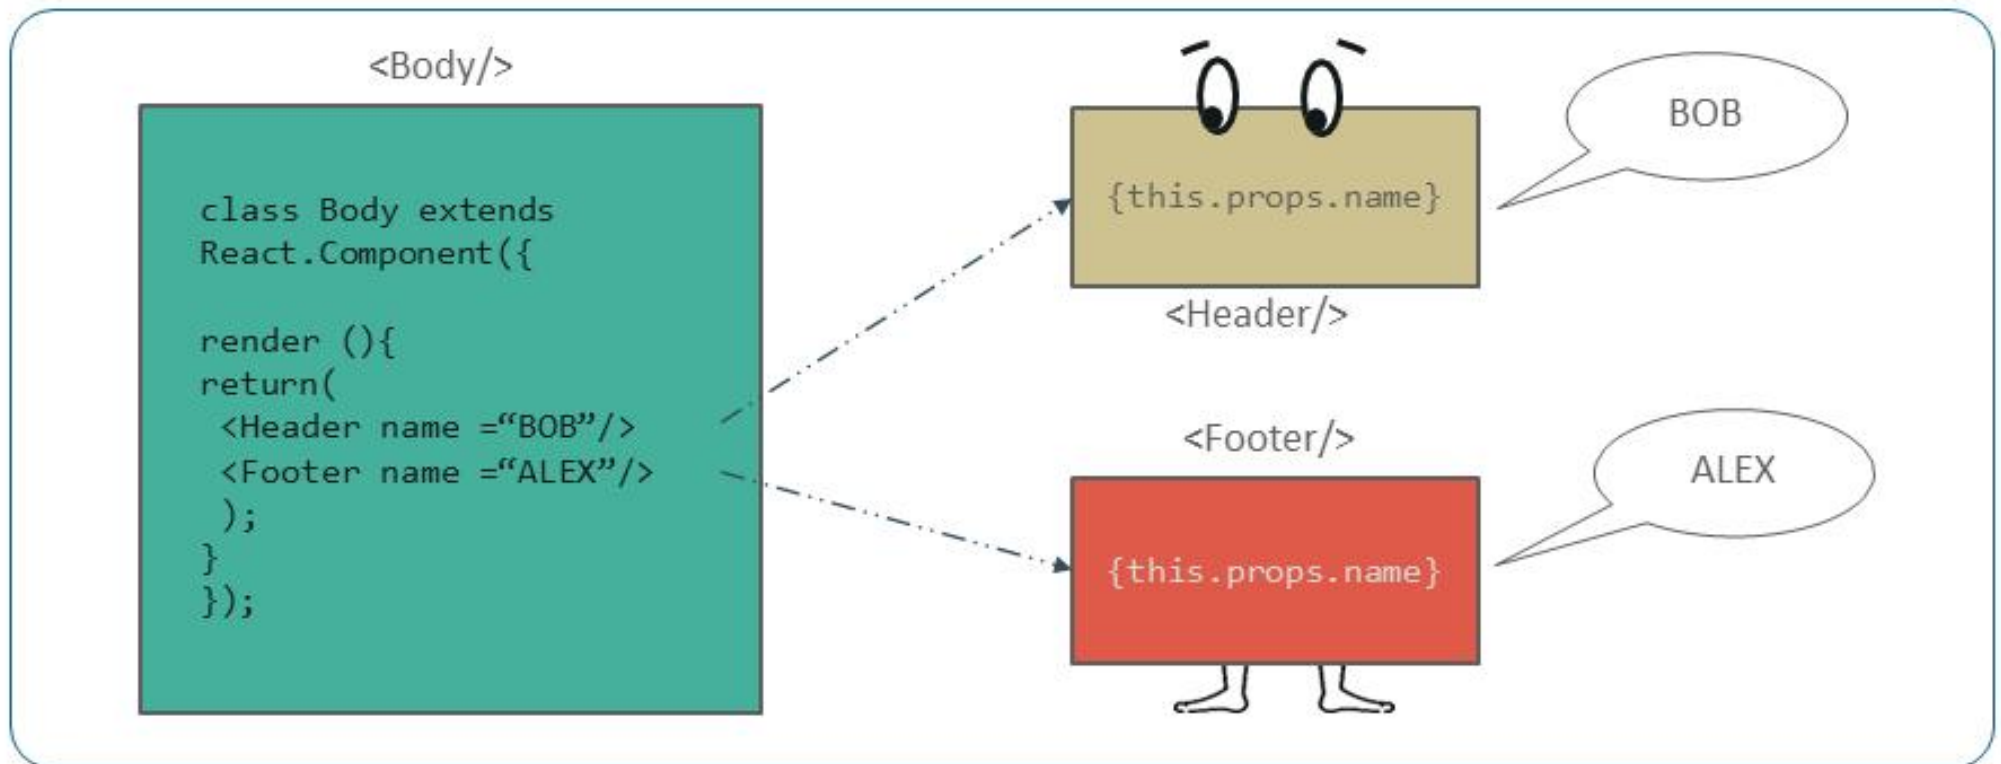 <Body/>
class Body extends
React.Component({
render (){
return(
<Header name =“BOB”/>
<Footer name =“ALEX”/>
);
}
});
{this.props.name}
<Header/>
BOB
<Footer/>
{this.props.name}
ALEX